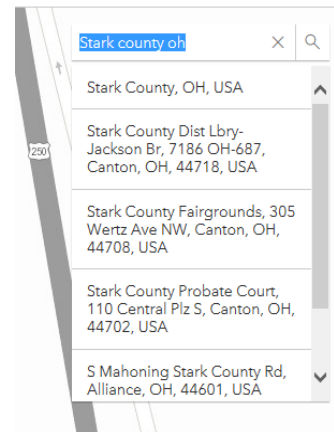 Stark county oh
Stark County, OH, USA
250
Stark County Dist Lbry-
Jackson Br, 7186 OH-687,
Canton, OH, 44718, USA
Stark County Fairgrounds, 305
Wertz Ave NW, Canton, OH,
44708, USA
Stark County Probate Court,
110 Central Plz S, Canton, OH,
44702, USA
S Mahoning Stark County Rd,
Alliance, OH, 44601, USA